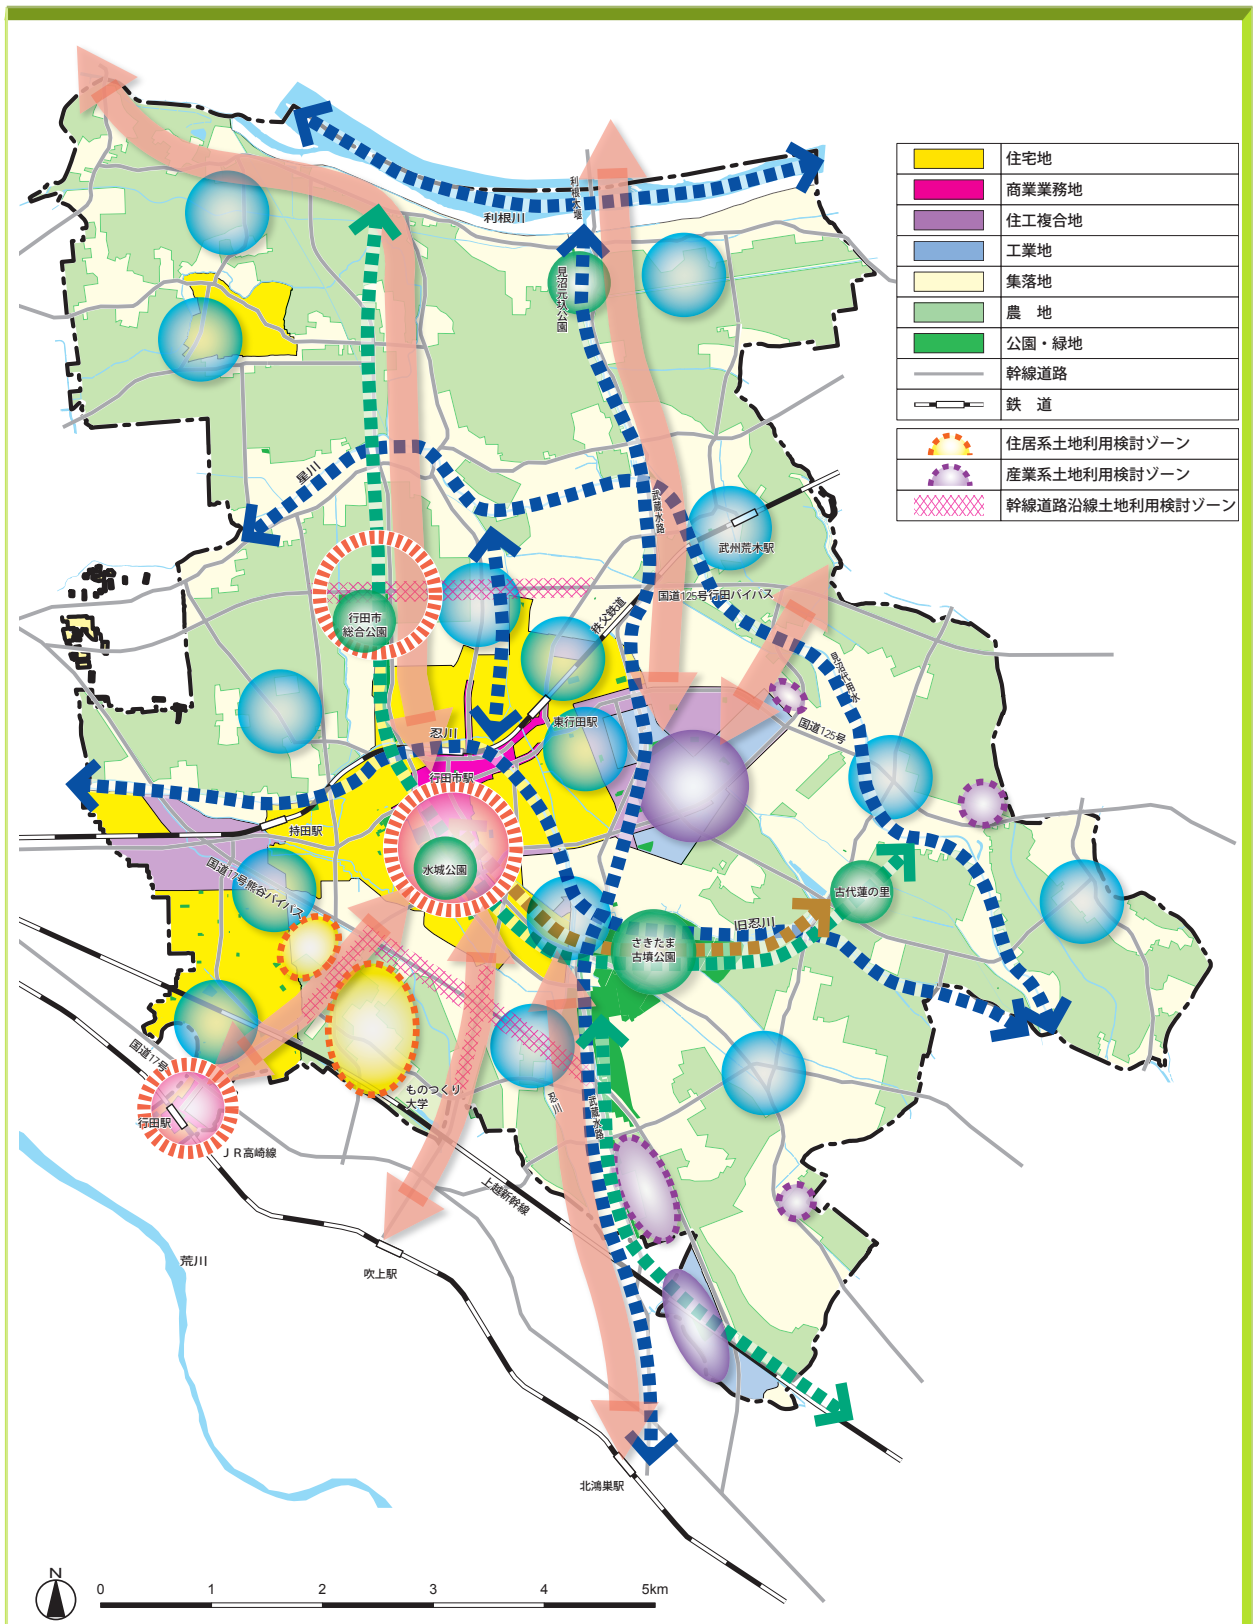 住宅地
商業業務地
住工複合地
工業地
集落地
農　地
公園・緑地
幹線道路
鉄　道
住居系土地利用検討ゾーン
産業系土地利用検討ゾーン
幹線道路沿線土地利用検討ゾーン
利根川
利根大堰
見沼元圦公園
星川
武蔵水路
武州荒木駅
国道125号行田バイパス
秩父鉄道
行田市
総合公園
東行田駅
忍川
国道125号
行田市駅
持田駅
水城公園
国道17号熊谷バイパス
古代蓮の里
旧忍川
さきたま
古墳公園
国道17号
行田駅
ものつくり
大学
忍川
武蔵水路
ＪＲ高崎線
上越新幹線
荒川
吹上駅
北鴻巣駅
N
0
1
2
3
4
5km